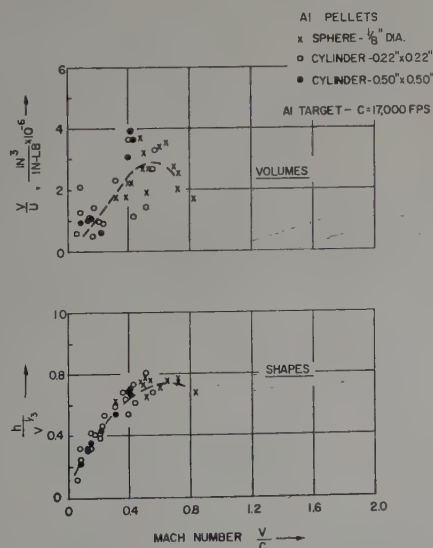 Al PELLETS
x SPHERE - 1/8" DIA.
o CYLINDER -0.22" x 0.22"
● CYLINDER -0.50" x 0.50"
Al TARGET - C=17,000 FPS
V/U , IN³/IN-LB x10⁻⁶ →
6
4
2
0
VOLUMES
h/V^1/3 →
1.0
0.8
0.4
0
SHAPES
0 0.4 0.8 1.2 1.6 2.0
MACH NUMBER V/C →